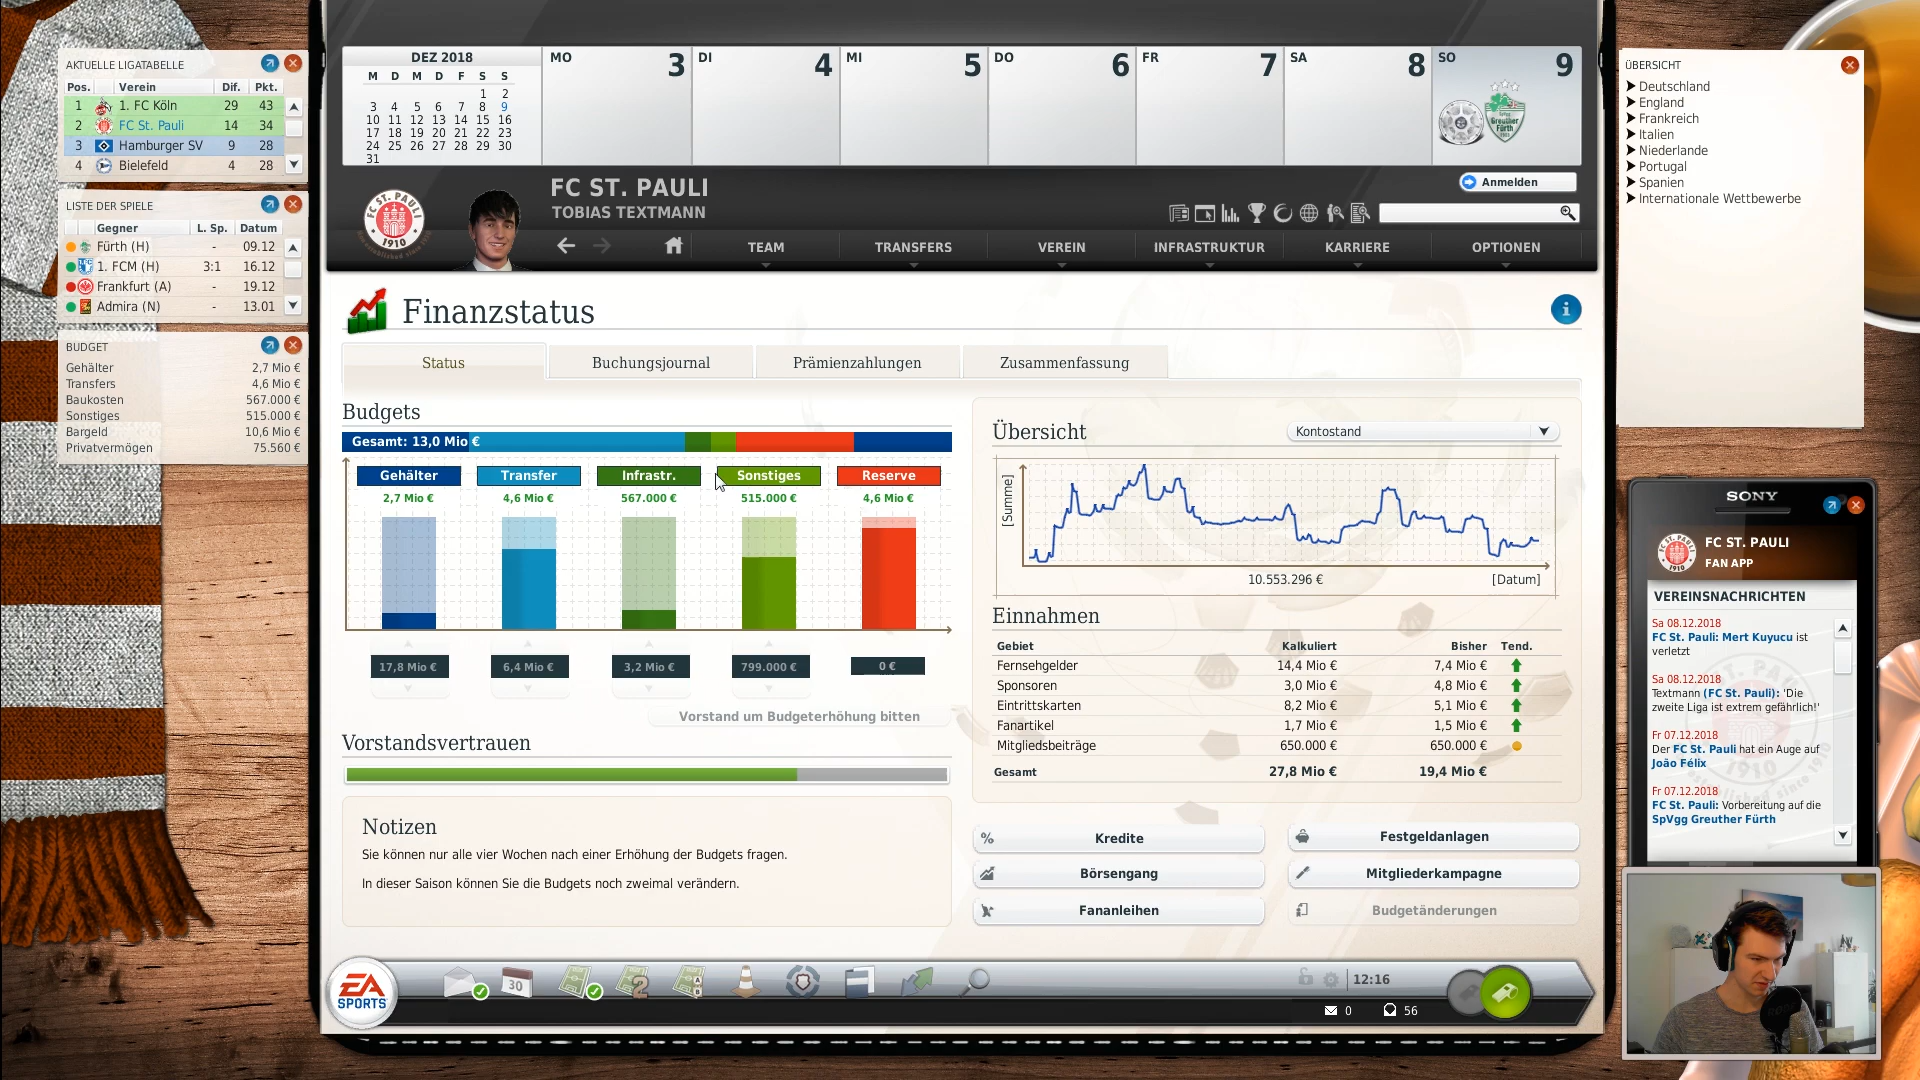 AKTUELLE LIGATABELLE
Pos. Verein Dif. Pkt.
1 1. FC Köln 29 43
2 FC St. Pauli 14 34
3 Hamburger SV 9 28
4 Bielefeld 4 28
LISTE DER SPIELE
Gegner L. Sp. Datum
Fürth (H) - 09.12
1. FCM (H) 3:1 16.12
Frankfurt (A) - 19.12
Admira (N) - 13.01
BUDGET
Gehälter 2,7 Mio €
Transfers 4,6 Mio €
Baukosten 567.000 €
Sonstiges 515.000 €
Bargeld 10,6 Mio €
Privatvermögen 75.560 €
DEZ 2018
M D M D F S S
1 2
3 4 5 6 7 8 9
10 11 12 13 14 15 16
17 18 19 20 21 22 23
24 25 26 27 28 29 30
31
MO 3 DI 4 MI 5 DO 6 FR 7 SA 8 SO 9
Greuther
Fürth
FC ST. PAULI
TOBIAS TEXTMANN
FC ST. PAULI
1910
Anmelden
TEAM TRANSFERS VEREIN INFRASTRUKTUR KARRIERE OPTIONEN
Finanzstatus
Status Buchungsjournal Prämienzahlungen Zusammenfassung
Budgets
Gesamt: 13,0 Mio €
Gehälter Transfer Infrastr. Sonstiges Reserve
2,7 Mio € 4,6 Mio € 567.000 € 515.000 € 4,6 Mio €
17,8 Mio € 6,4 Mio € 3,2 Mio € 799.000 € 0 €
Vorstand um Budgeterhöhung bitten
Vorstandsvertrauen
Notizen
Sie können nur alle vier Wochen nach einer Erhöhung der Budgets fragen.
In dieser Saison können Sie die Budgets noch zweimal verändern.
Übersicht
Kontostand
[Summe]
10.553.296 € [Datum]
Einnahmen
Gebiet Kalkuliert Bisher Tend.
Fernsehgelder 14,4 Mio € 7,4 Mio €
Sponsoren 3,0 Mio € 4,8 Mio €
Eintrittskarten 8,2 Mio € 5,1 Mio €
Fanartikel 1,7 Mio € 1,5 Mio €
Mitgliedsbeiträge 650.000 € 650.000 €
Gesamt 27,8 Mio € 19,4 Mio €
Kredite Festgeldanlagen
Börsengang Mitgliederkampagne
Fananleihen Budgetänderungen
EA
SPORTS
30
2
12:16
0 56
ÜBERSICHT
Deutschland
England
Frankreich
Italien
Niederlande
Portugal
Spanien
Internationale Wettbewerbe
SONY
FC ST. PAULI
FAN APP
VEREINSNACHRICHTEN
Sa 08.12.2018
FC St. Pauli: Mert Kuyucu ist
verletzt
Sa 08.12.2018
Textmann (FC St. Pauli): 'Die
zweite Liga ist extrem gefährlich!'
Fr 07.12.2018
Der FC St. Pauli hat ein Auge auf
João Félix
Fr 07.12.2018
FC St. Pauli: Vorbereitung auf die
SpVgg Greuther Fürth